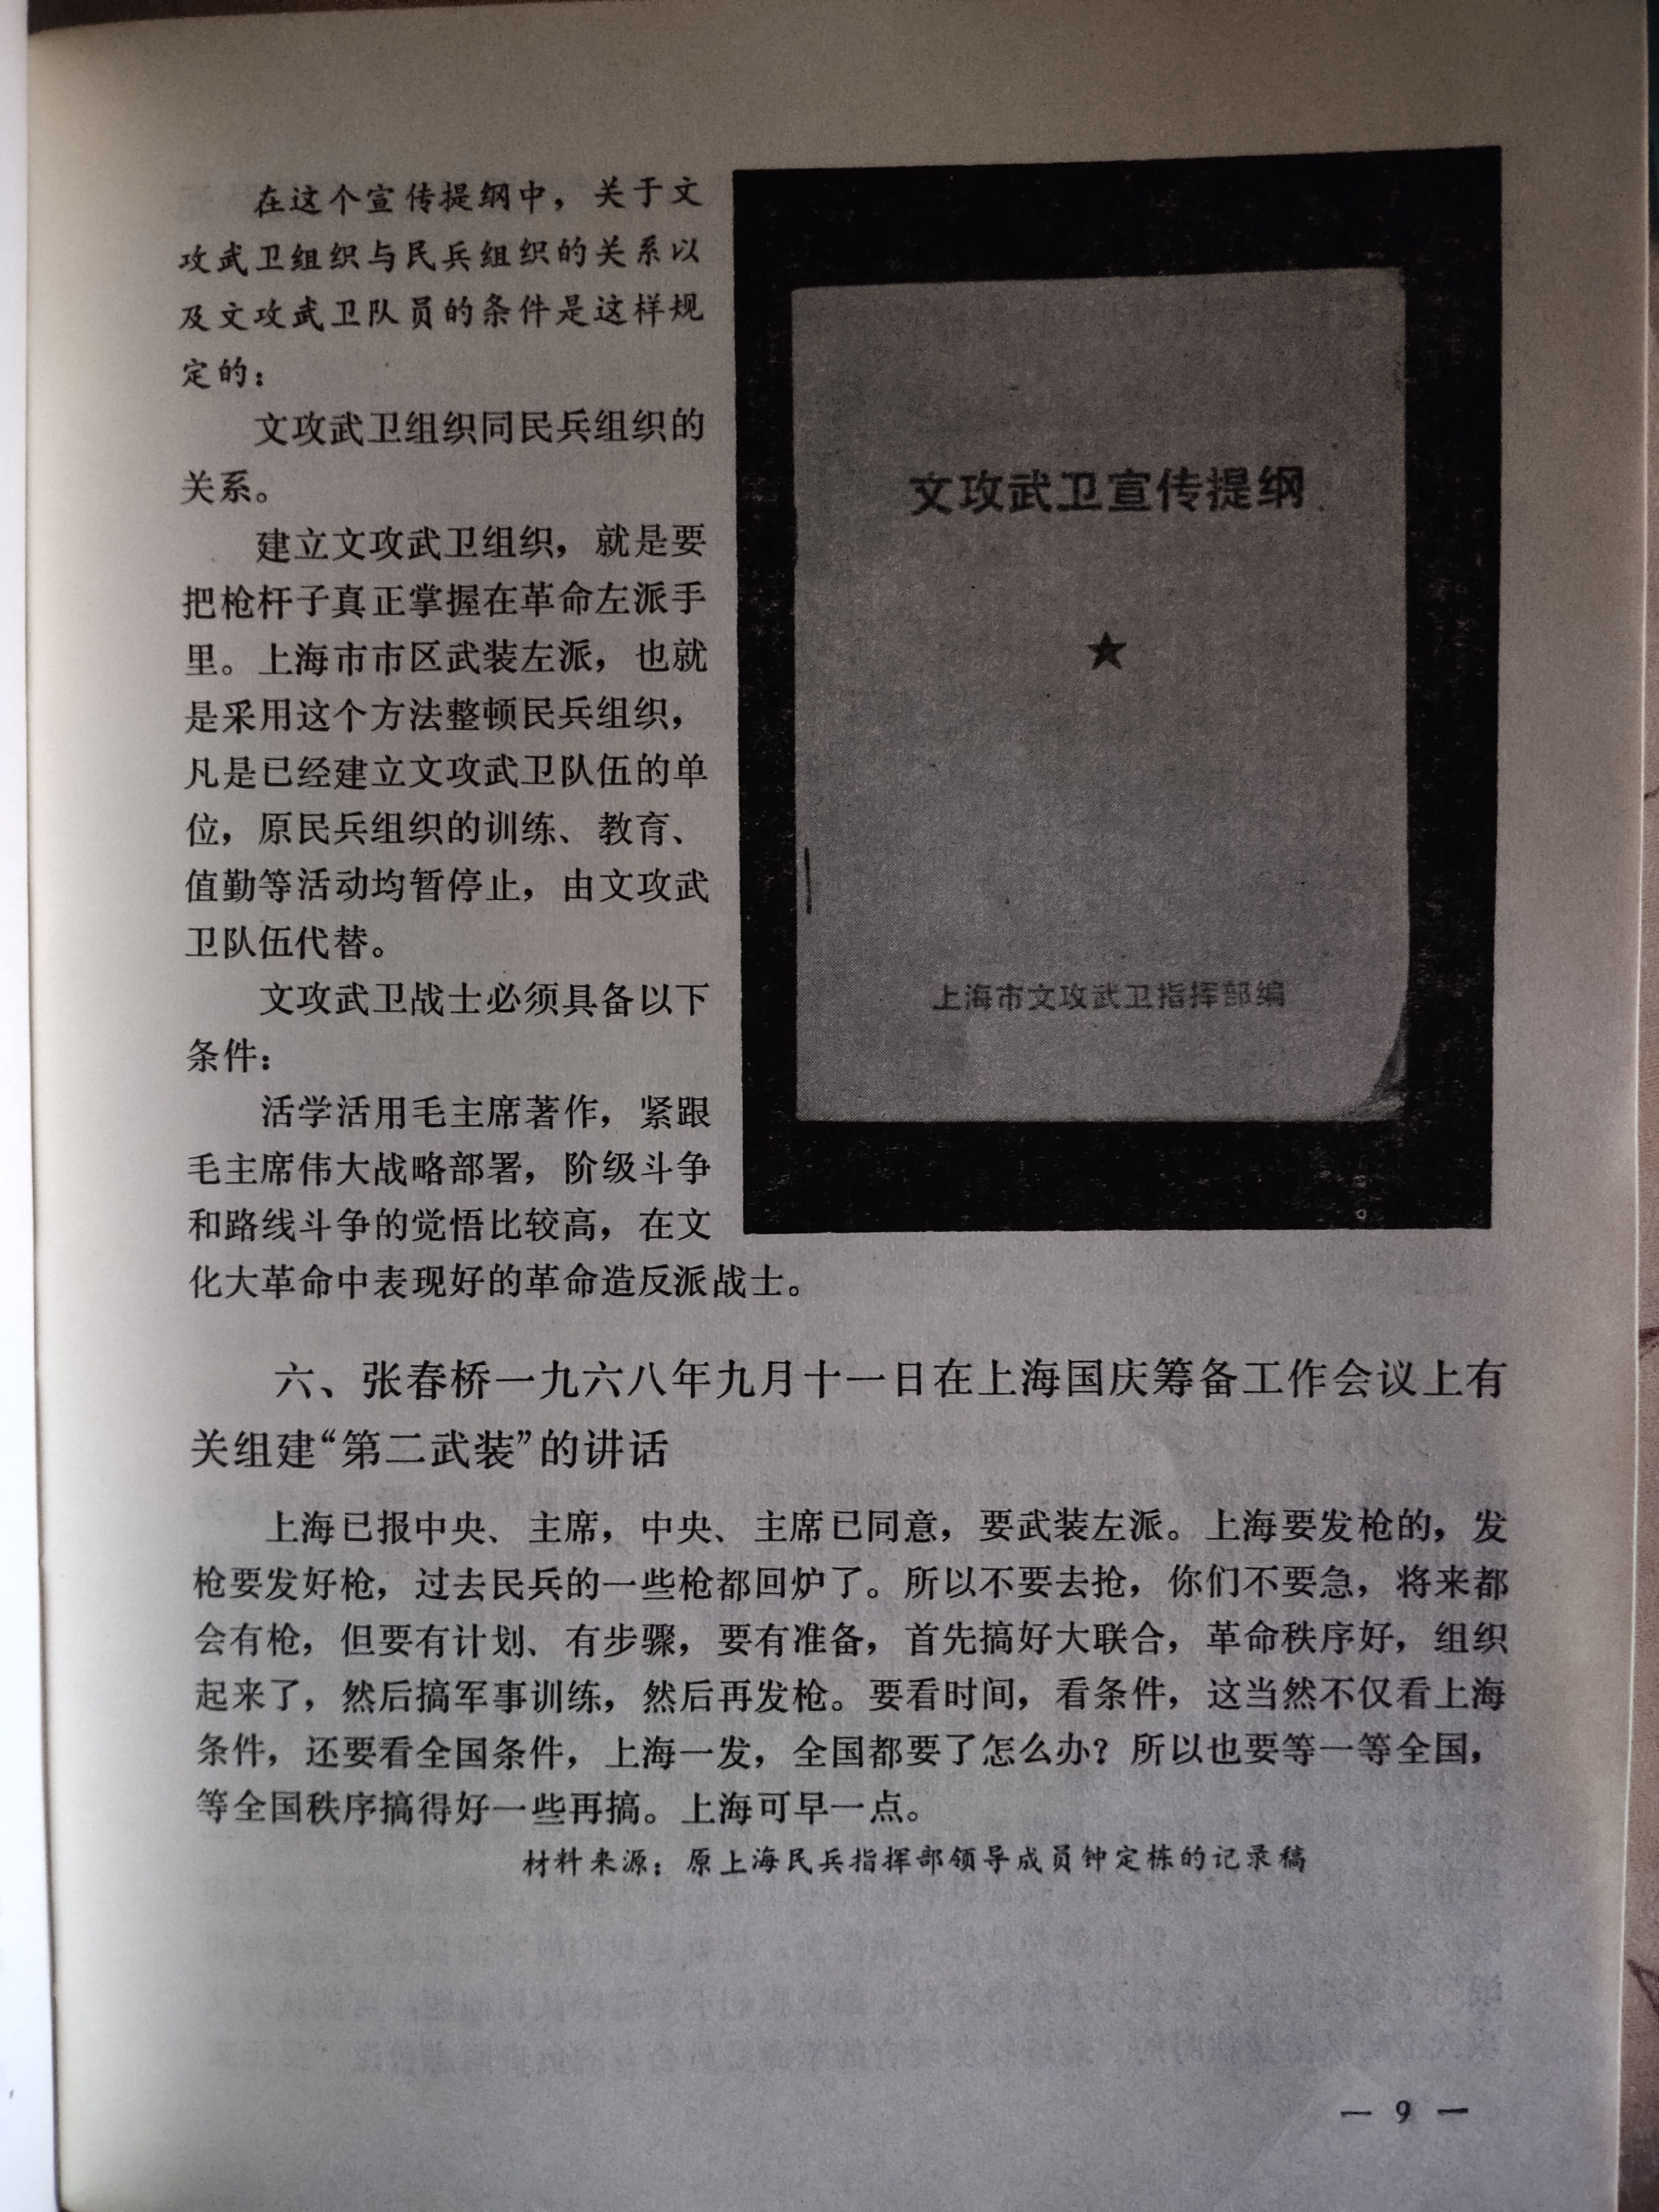 在这个宣传提纲中，关于文
攻武卫组织与民兵组织的关系以
及文攻武卫队员的条件是这样规
定的：
文攻武卫组织同民兵组织的
关系。
建立文攻武卫组织，就是要
把枪杆子真正掌握在革命左派手
里。上海市市区武装左派，也就
是采用这个方法整顿民兵组织，
凡是已经建立文攻武卫队伍的单
位，原民兵组织的训练、教育、
值勤等活动均暂停止，由文攻武
卫队伍代替。
文攻武卫战士必须具备以下
条件：
活学活用毛主席著作，紧跟
毛主席伟大战略部署，阶级斗争
和路线斗争的觉悟比较高，在文
化大革命中表现好的革命造反派战士。
文攻武卫宣传提纲
上海市文攻武卫指挥部编
六、张春桥一九六八年九月十一日在上海国庆筹备工作会议上有
关组建“第二武装”的讲话
上海已报中央、主席，中央、主席已同意，要武装左派。上海要发枪的，发
枪要发好枪，过去民兵的一些枪都回炉了。所以不要去抢，你们不要急，将来都
会有枪，但要有计划、有步骤，要有准备，首先搞好大联合，革命秩序好，组织
起来了，然后搞军事训练，然后再发枪。要看时间，看条件，这当然不仅看上海
条件，还要看全国条件，上海一发，全国都要了怎么办？所以也要等一等全国，
等全国秩序搞得好一些再搞。上海可早一点。
材料来源：原上海民兵指挥部领导成员钟定栋的记录稿
— 9 —